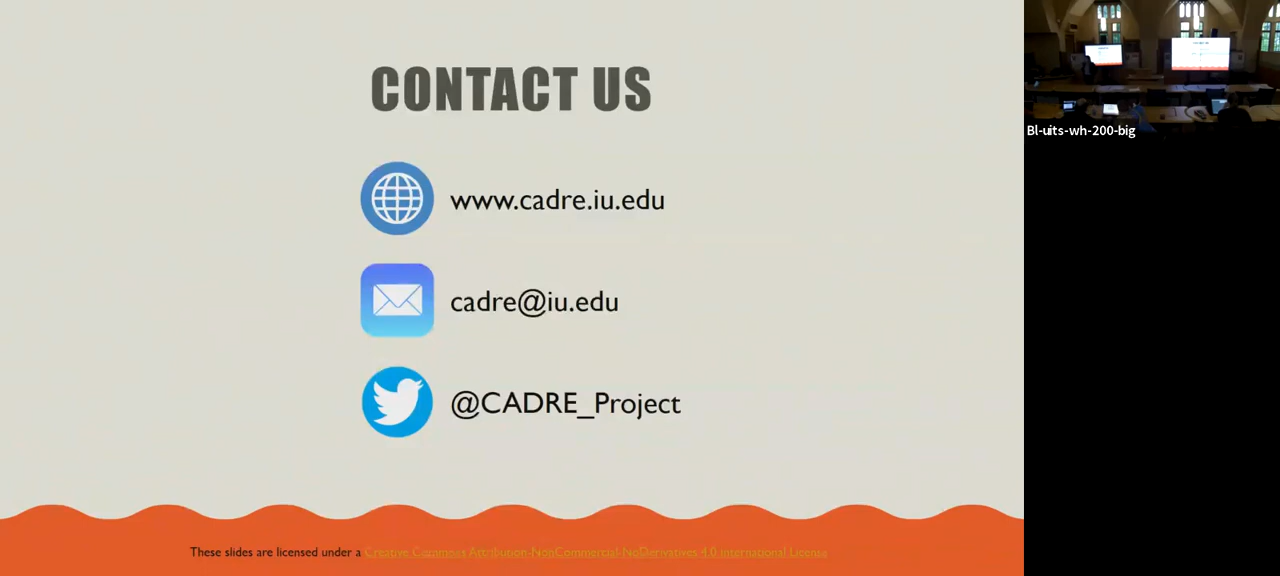 CONTACT US
www.cadre.iu.edu
cadre@iu.edu
@CADRE_Project
These slides are licensed under a Creative Commons Attribution-NonCommercial-NoDerivatives 4.0 International License
Bl-uits-wh-200-big